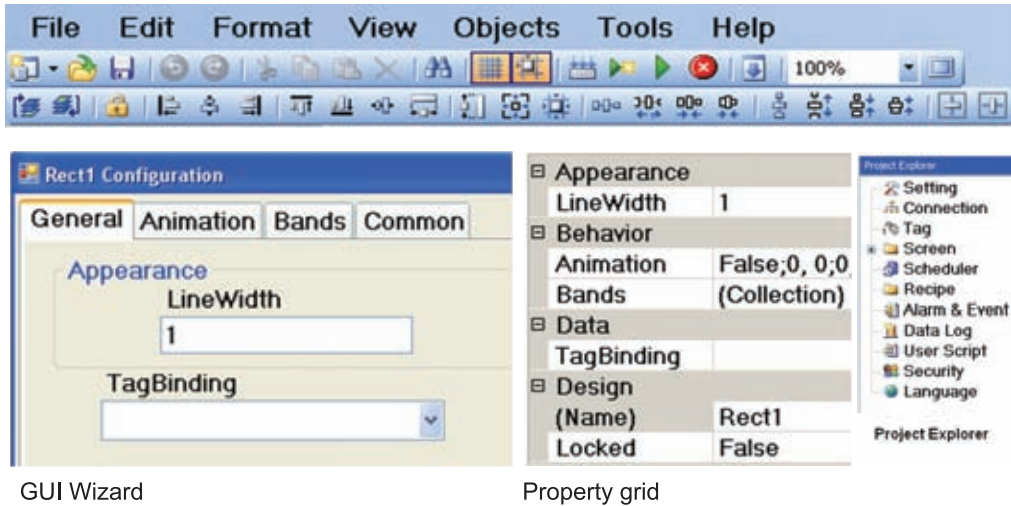 File Edit Format View Objects Tools Help
100%
Rect1 Configuration
General Animation Bands Common
Appearance
LineWidth
1
TagBinding
GUI Wizard
Appearance
LineWidth 1
Behavior
Animation False;0, 0;0
Bands (Collection)
Data
TagBinding
Design
(Name) Rect1
Locked False
Property grid
Project Explorer
Setting
Connection
Tag
Screen
Scheduler
Recipe
Alarm & Event
Data Log
User Script
Security
Language
Project Explorer